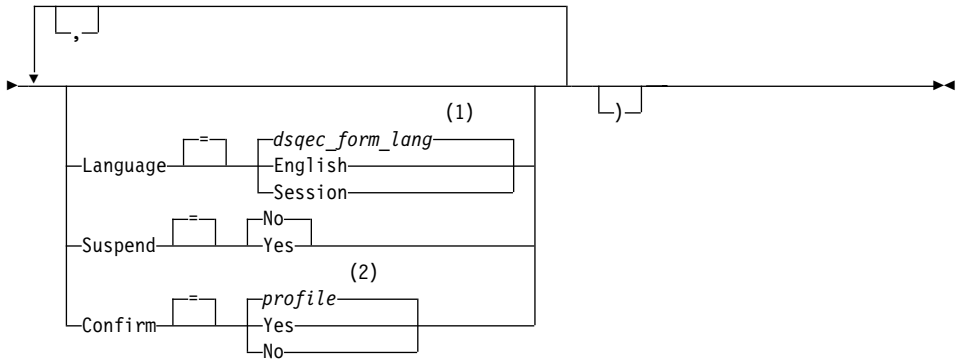 ,
)
(1)
= dsqec_form_lang
Language English
Session
= No
Suspend Yes
(2)
= profile
Confirm Yes
No